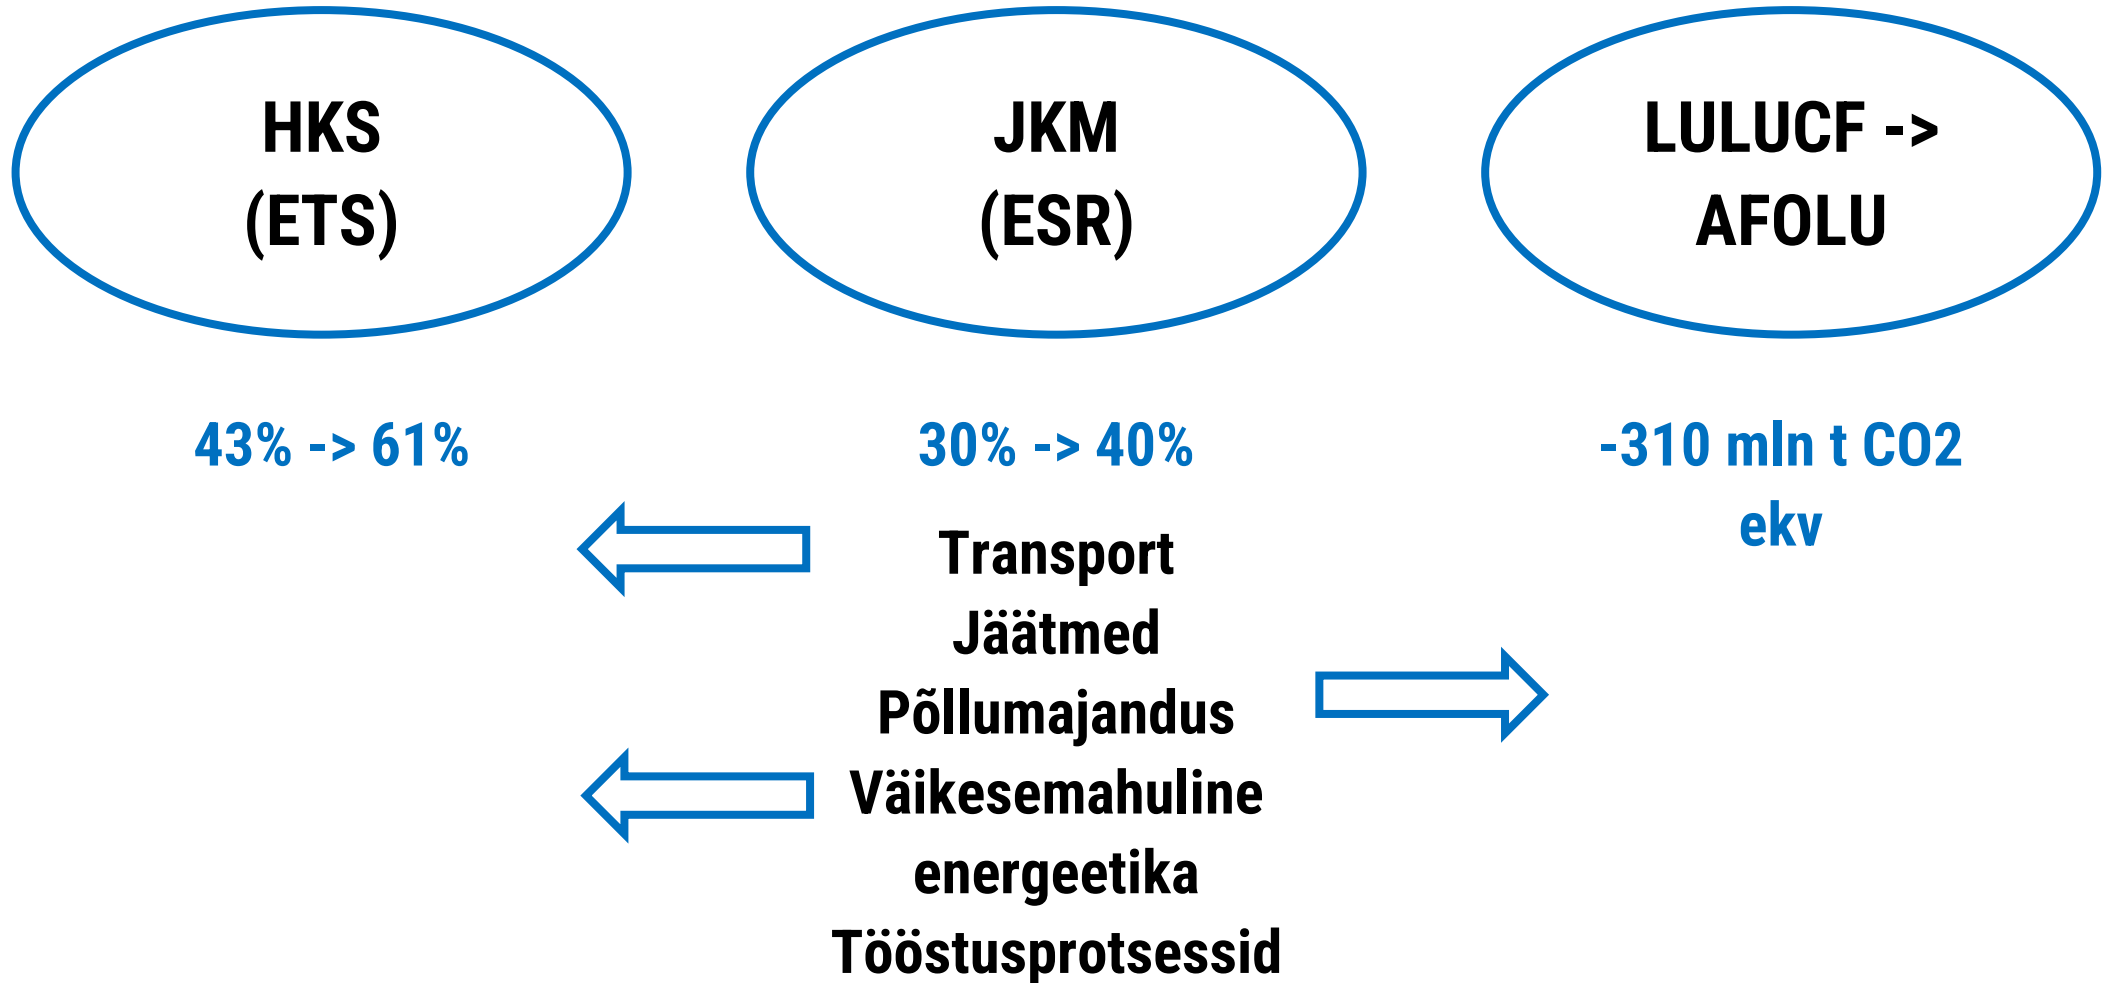 HKS
(ETS)
JKM
(ESR)
LULUCF ->
AFOLU
43% -> 61%
30% -> 40%
-310 mln t CO2
ekv
Transport
Jäätmed
Põllumajandus
Väikesemahuline
energeetika
Tööstusprotsessid